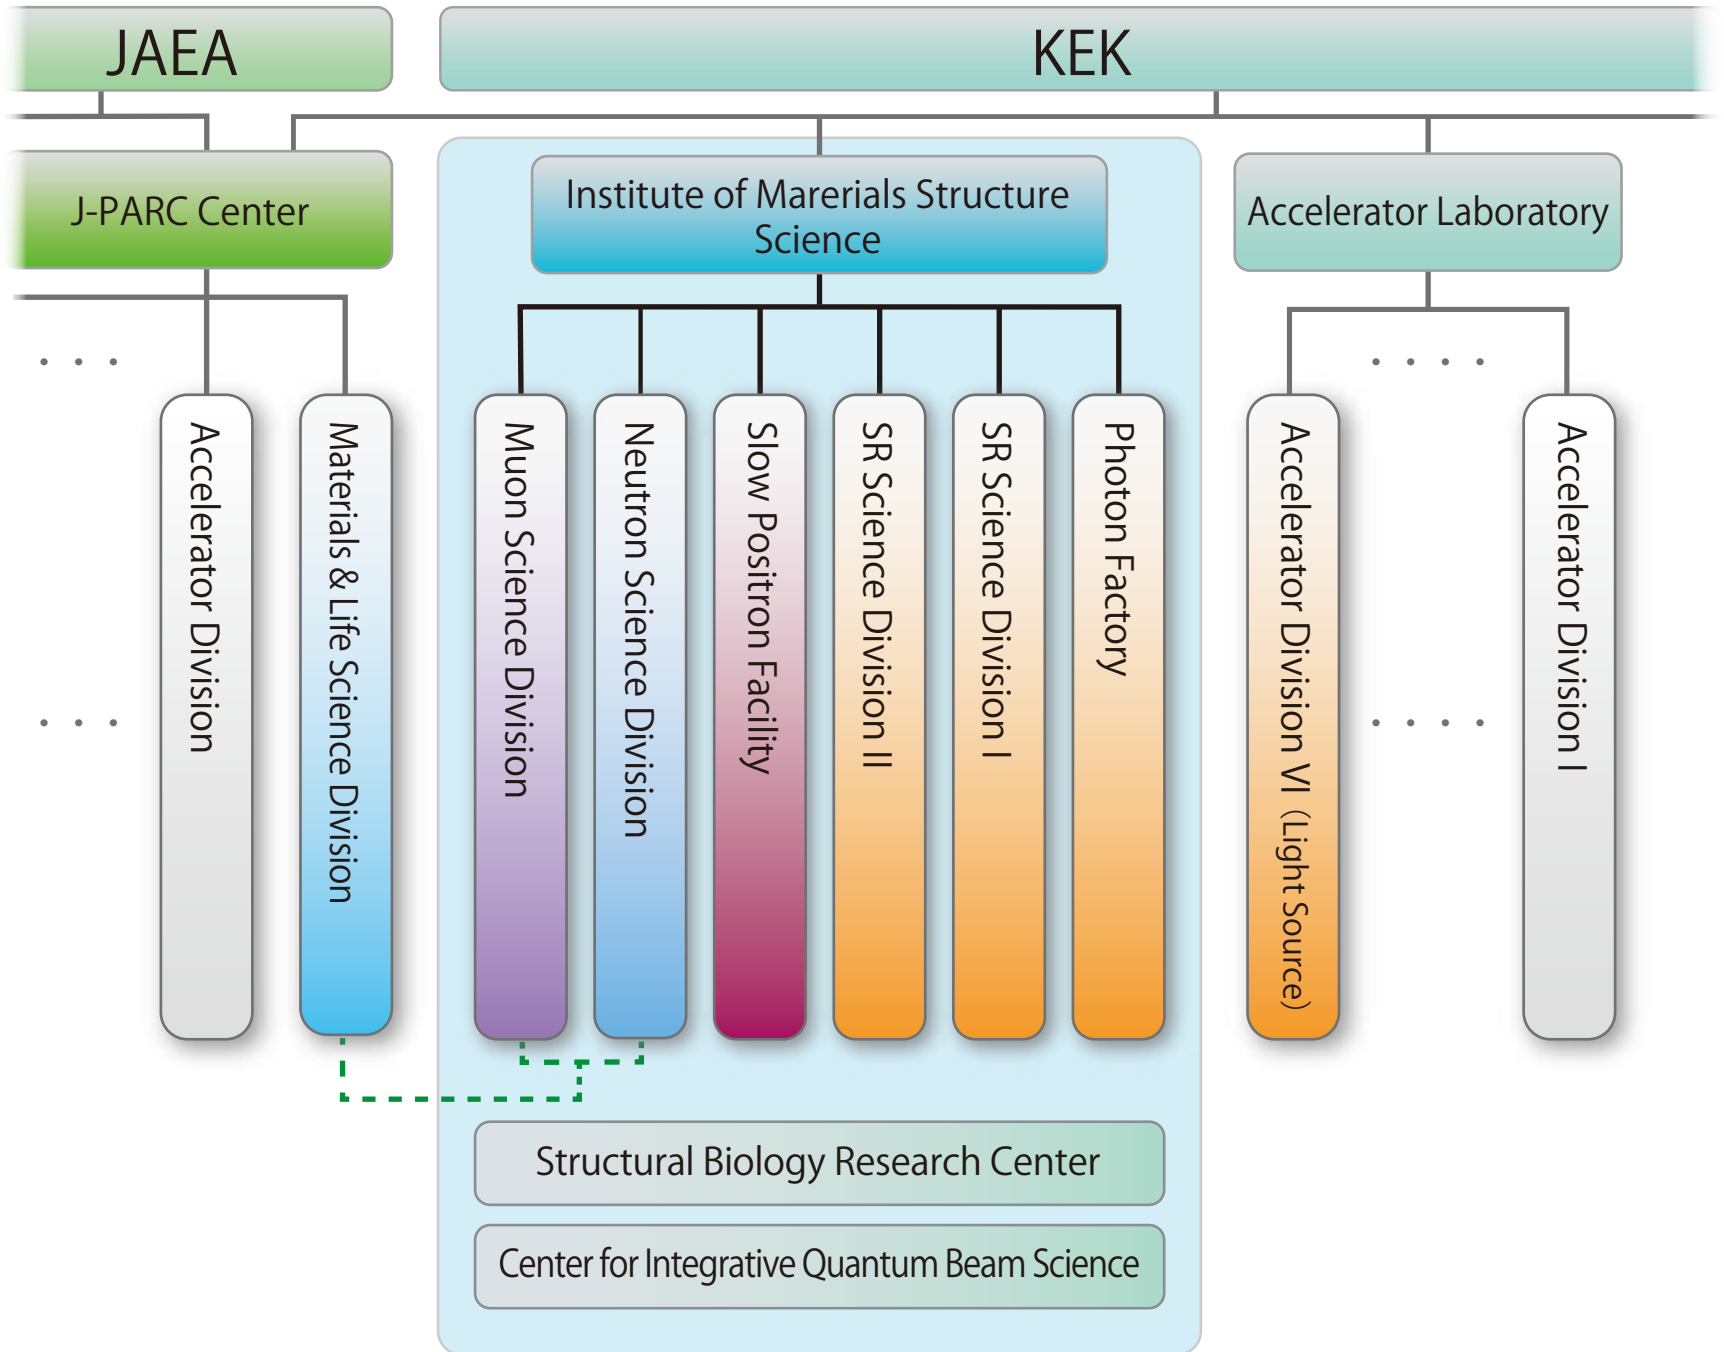 JAEA
KEK
J-PARC Center
Institute of Marerials Structure
Science
Accelerator Laboratory
Accelerator Division
Materials & Life Science Division
Muon Science Division
Neutron Science Division
Slow Positron Facility
SR Science Division II
SR Science Division I
Photon Factory
Accelerator Division VI (Light Source)
Accelerator Division I
Structural Biology Research Center
Center for Integrative Quantum Beam Science